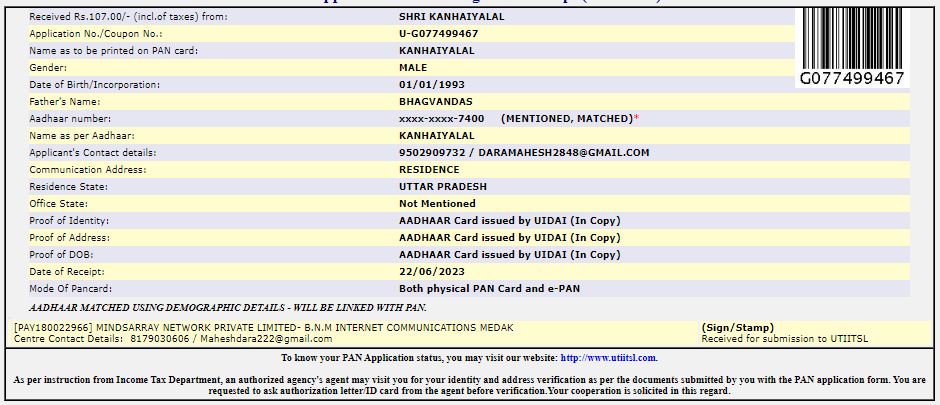 Received Rs.107.00/- (incl.of taxes) from: SHRI KANHAIYALAL
Application No./Coupon No.: U-G077499467
Name as to be printed on PAN card: KANHAIYALAL
Gender: MALE
Date of Birth/Incorporation: 01/01/1993
G077499467
Father's Name: BHAGVANDAS
Aadhaar number: xxxx-xxxx-7400 (MENTIONED, MATCHED)*
Name as per Aadhaar: KANHAIYALAL
Applicant's Contact details: 9502909732 / DARAMAHESH2848@GMAIL.COM
Communication Address: RESIDENCE
Residence State: UTTAR PRADESH
Office State: Not Mentioned
Proof of Identity: AADHAAR Card issued by UIDAI (In Copy)
Proof of Address: AADHAAR Card issued by UIDAI (In Copy)
Proof of DOB: AADHAAR Card issued by UIDAI (In Copy)
Date of Receipt: 22/06/2023
Mode Of Pancard: Both physical PAN Card and e-PAN
AADHAAR MATCHED USING DEMOGRAPHIC DETAILS - WILL BE LINKED WITH PAN.
[PAY180022966] MINDSARRAY NETWORK PRIVATE LIMITED- B.N.M INTERNET COMMUNICATIONS MEDAK (Sign/Stamp)
Centre Contact Details: 8179030606 / Maheshdara222@gmail.com Received for submission to UTIITSL
To know your PAN Application status, you may visit our website: http://www.utiitsl.com.
As per instruction from Income Tax Department, an authorized agency's agent may visit you for your identity and address verification as per the documents submitted by you with the PAN application form. You are
requested to ask authorization letter/ID card from the agent before verification.Your cooperation is solicited in this regard.